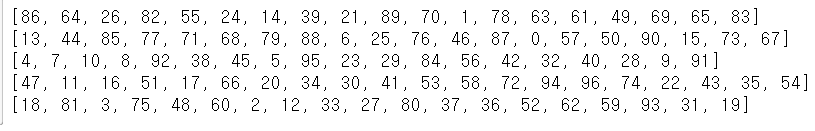 [86, 64, 26, 82, 55, 24, 14, 39, 21, 89, 70, 1, 78, 63, 61, 49, 69, 65, 83]
[13, 44, 85, 77, 71, 68, 79, 88, 6, 25, 76, 46, 87, 0, 57, 50, 90, 15, 73, 67]
[4, 7, 10, 8, 92, 38, 45, 5, 95, 23, 29, 84, 56, 42, 32, 40, 28, 9, 91]
[47, 11, 16, 51, 17, 66, 20, 34, 30, 41, 53, 58, 72, 94, 96, 74, 22, 43, 35, 54]
[18, 81, 3, 75, 48, 60, 2, 12, 33, 27, 80, 37, 36, 52, 62, 59, 93, 31, 19]